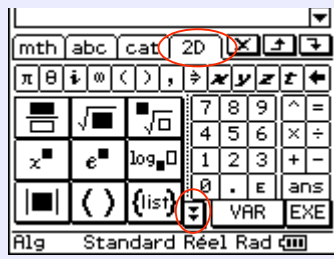 mth abc cat 2D
π θ i ∞ ( ) , ⇒ x y z t ←
7 8 9 ^ =
√■ ■√□ 4 5 6 × ÷
x■ e■ log■□ 1 2 3 + -
|■| ( ) {list} 0 . E ans
VAR EXE
Alg Standard Réel Rad